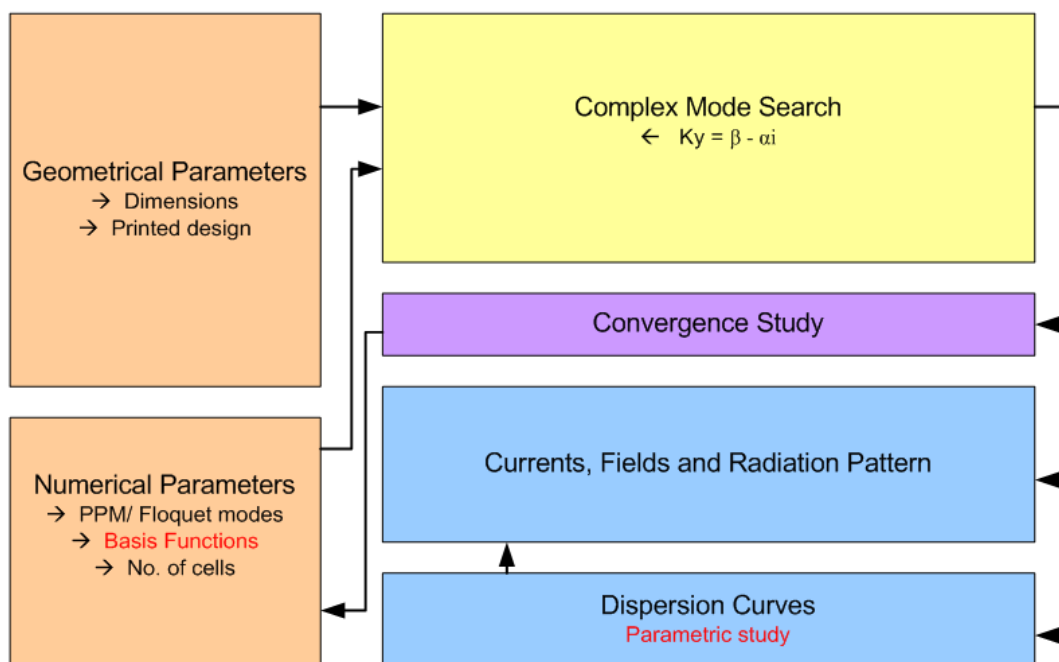 Geometrical Parameters
→ Dimensions
→ Printed design
Numerical Parameters
→ PPM/ Floquet modes
→ Basis Functions
→ No. of cells
Complex Mode Search
← Ky = β - αi
Convergence Study
Currents, Fields and Radiation Pattern
Dispersion Curves
Parametric study